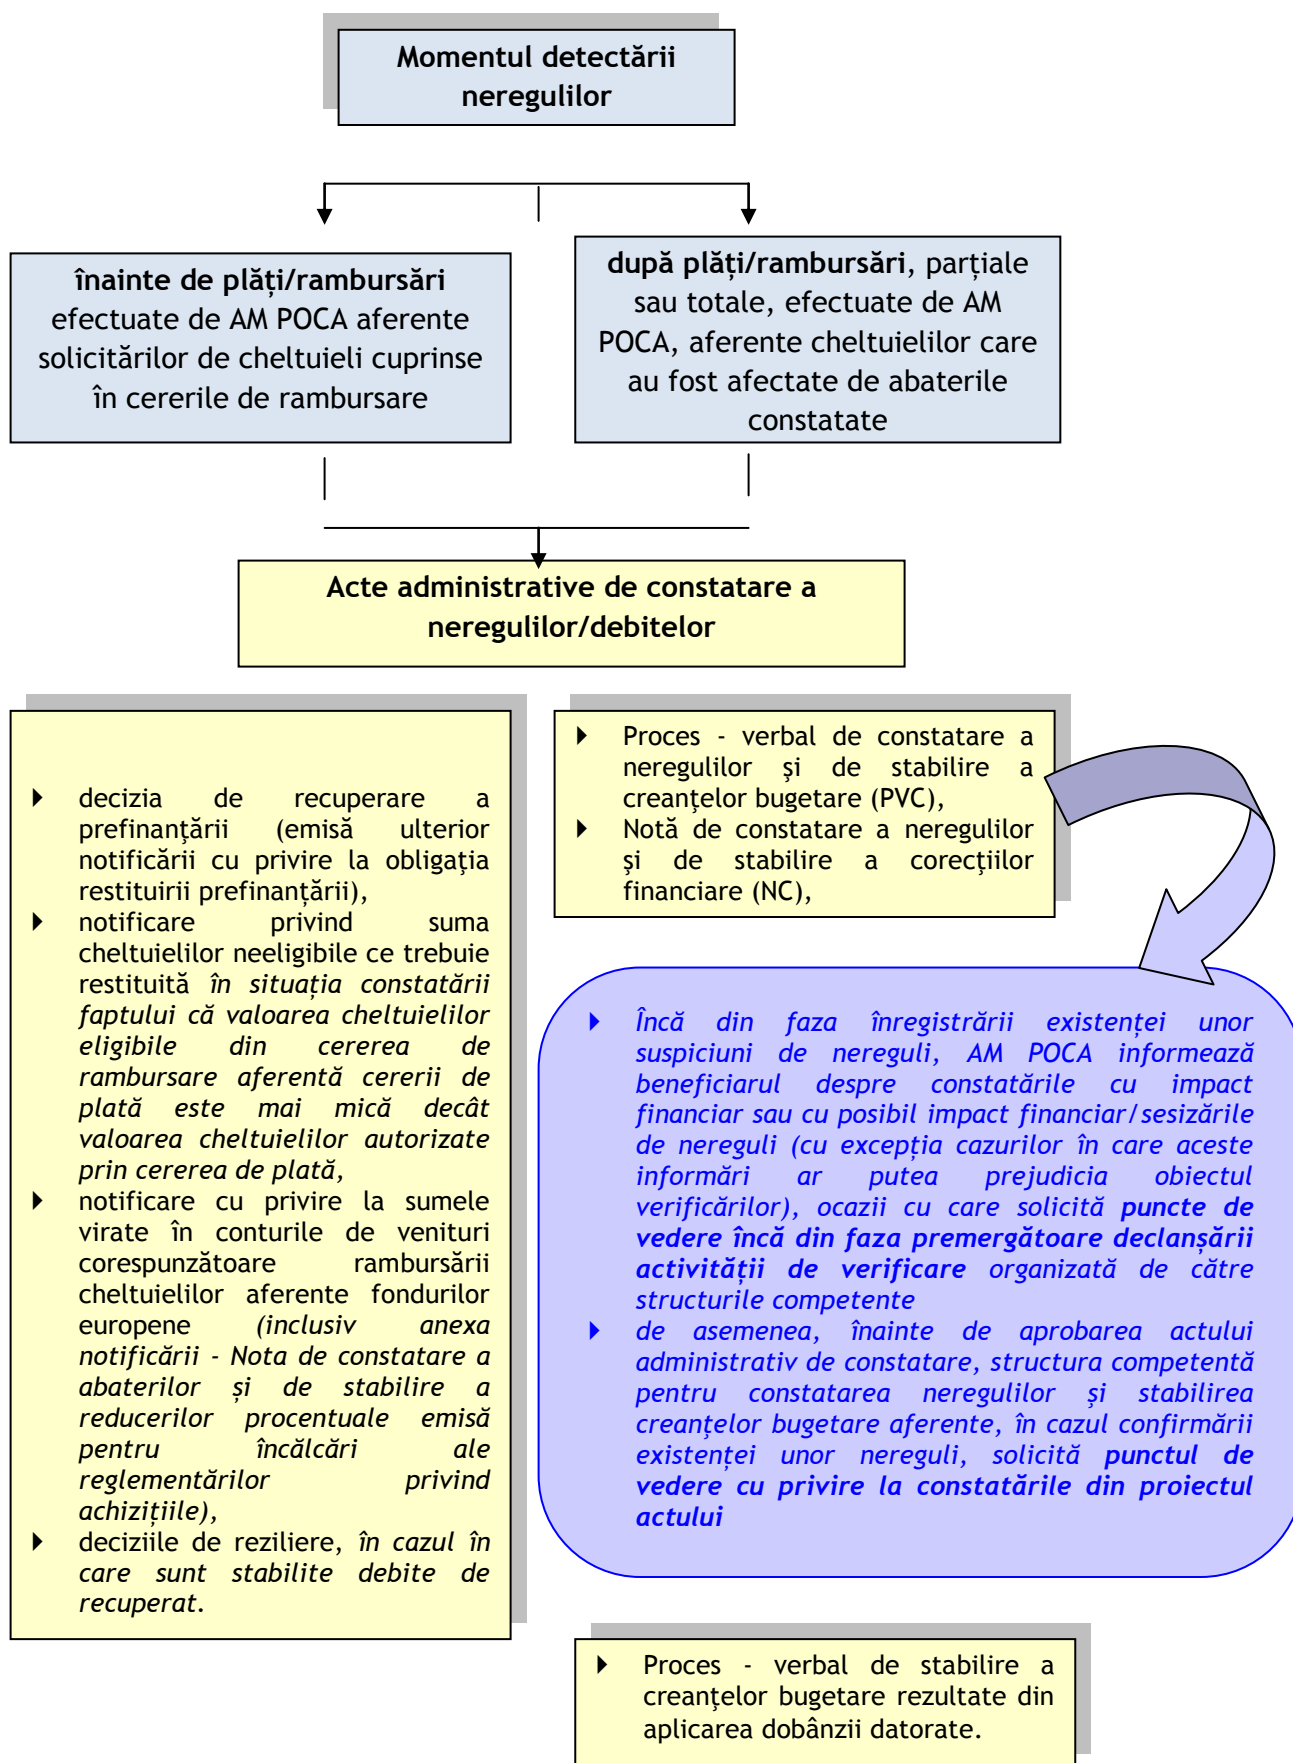 Momentul detectării
neregulilor
înainte de plăți/rambursări
efectuate de AM POCA aferente
solicitărilor de cheltuieli cuprinse
în cererile de rambursare
după plăți/rambursări, parțiale
sau totale, efectuate de AM
POCA, aferente cheltuielilor care
au fost afectate de abaterile
constatate
Acte administrative de constatare a
neregulilor/debitelor
decizia de recuperare a
prefinanțării (emisă ulterior
notificării cu privire la obligația
restituirii prefinanțării),
notificare privind suma
cheltuielilor neeligibile ce trebuie
restituită în situația constatării
faptului că valoarea cheltuielilor
eligibile din cererea de
rambursare aferentă cererii de
plată este mai mică decât
valoarea cheltuielilor autorizate
prin cererea de plată,
notificare cu privire la sumele
virate în conturile de venituri
corespunzătoare rambursării
cheltuielilor aferente fondurilor
europene (inclusiv anexa
notificării - Nota de constatare a
abaterilor și de stabilire a
reducerilor procentuale emisă
pentru încălcări ale
reglementărilor privind
achizițiile),
deciziile de reziliere, în cazul în
care sunt stabilite debite de
recuperat.
Proces - verbal de constatare a
neregulilor şi de stabilire a
creanţelor bugetare (PVC),
Notă de constatare a neregulilor
şi de stabilire a corecţiilor
financiare (NC),
Încă din faza înregistrării existenței unor
suspiciuni de nereguli, AM POCA informează
beneficiarul despre constatările cu impact
financiar sau cu posibil impact financiar/sesizările
de nereguli (cu excepția cazurilor în care aceste
informări ar putea prejudicia obiectul
verificărilor), ocazii cu care solicită puncte de
vedere încă din faza premergătoare declanșării
activității de verificare organizată de către
structurile competente
de asemenea, înainte de aprobarea actului
administrativ de constatare, structura competentă
pentru constatarea neregulilor și stabilirea
creanțelor bugetare aferente, în cazul confirmării
existenței unor nereguli, solicită punctul de
vedere cu privire la constatările din proiectul
actului
Proces - verbal de stabilire a
creanţelor bugetare rezultate din
aplicarea dobânzii datorate.